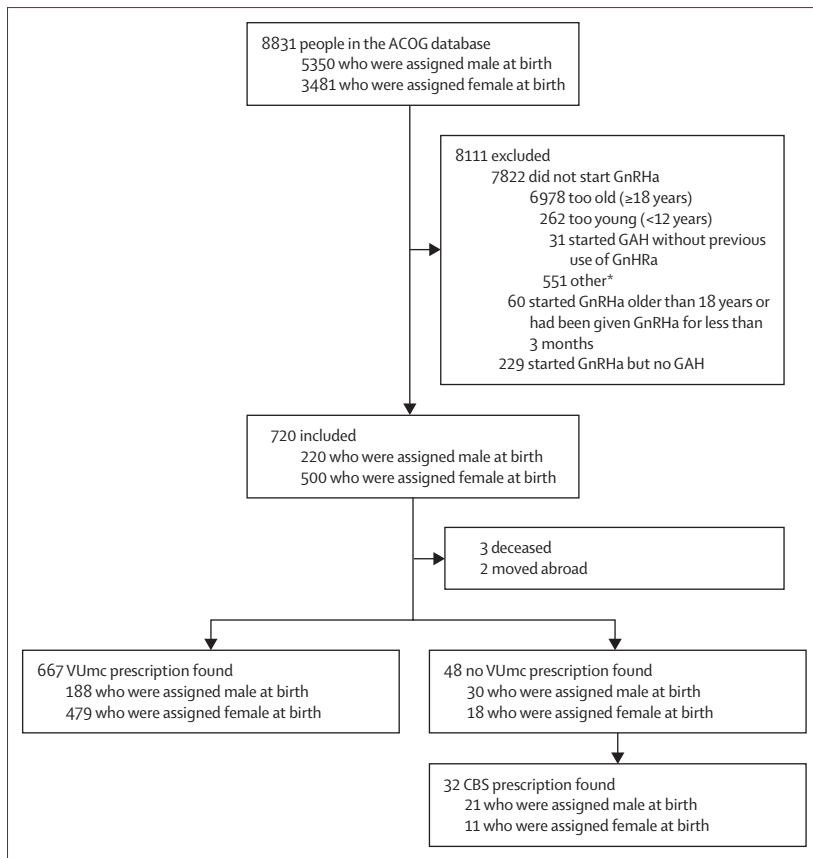 8831 people in the ACOG database
5350 who were assigned male at birth
3481 who were assigned female at birth
8111 excluded
7822 did not start GnRHa
6978 too old (≥18 years)
262 too young (<12 years)
31 started GAH without previous
use of GnHRa
551 other*
60 started GnRHa older than 18 years or
had been given GnRHa for less than
3 months
229 started GnRHa but no GAH
720 included
220 who were assigned male at birth
500 who were assigned female at birth
3 deceased
2 moved abroad
667 VUmc prescription found
188 who were assigned male at birth
479 who were assigned female at birth
48 no VUmc prescription found
30 who were assigned male at birth
18 who were assigned female at birth
32 CBS prescription found
21 who were assigned male at birth
11 who were assigned female at birth